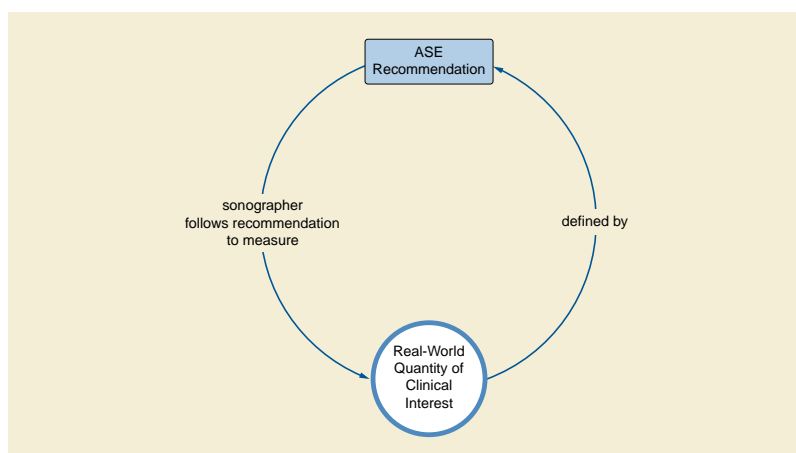 ASE
Recommendation
sonographer
follows recommendation
to measure
defined by
Real-World
Quantity of
Clinical
Interest